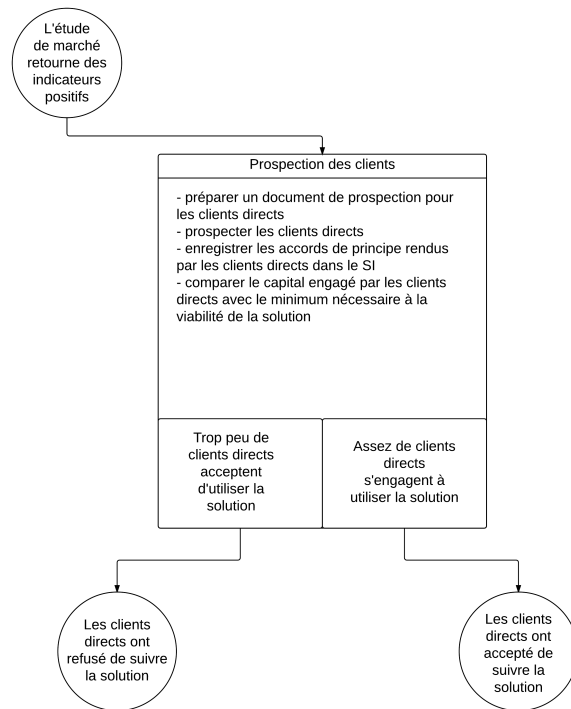 L'étude
de marché
retourne des
indicateurs
positifs
Prospection des clients
- préparer un document de prospection pour
les clients directs
- prospecter les clients directs
- enregistrer les accords de principe rendus
par les clients directs dans le SI
- comparer le capital engagé par les clients
directs avec le minimum nécessaire à la
viabilité de la solution
Trop peu de
clients directs
acceptent
d'utiliser la
solution
Assez de clients
directs
s'engagent à
utiliser la solution
Les clients
directs ont
refusé de suivre
la solution
Les clients
directs ont
accepté de
suivre la
solution